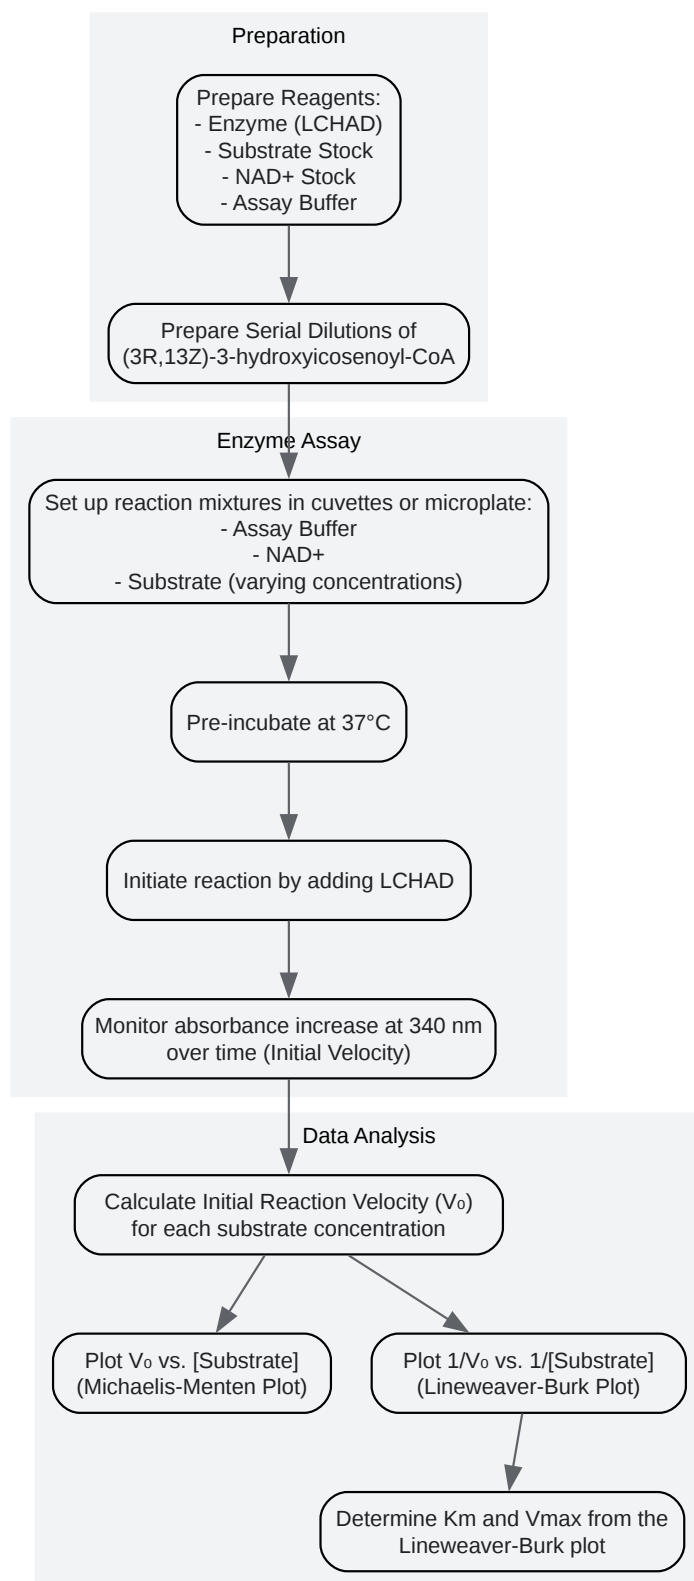 Preparation
Prepare Reagents:
- Enzyme (LCHAD)
- Substrate Stock
- NAD+ Stock
- Assay Buffer
Prepare Serial Dilutions of
(3R,13Z)-3-hydroxyicosenoyl-CoA
Enzyme Assay
Set up reaction mixtures in cuvettes or microplate:
- Assay Buffer
- NAD+
- Substrate (varying concentrations)
Pre-incubate at 37°C
Initiate reaction by adding LCHAD
Monitor absorbance increase at 340 nm
over time (Initial Velocity)
Data Analysis
Calculate Initial Reaction Velocity (V₀)
for each substrate concentration
Plot V₀ vs. [Substrate]
(Michaelis-Menten Plot)
Plot 1/V₀ vs. 1/[Substrate]
(Lineweaver-Burk Plot)
Determine Km and Vmax from the
Lineweaver-Burk plot